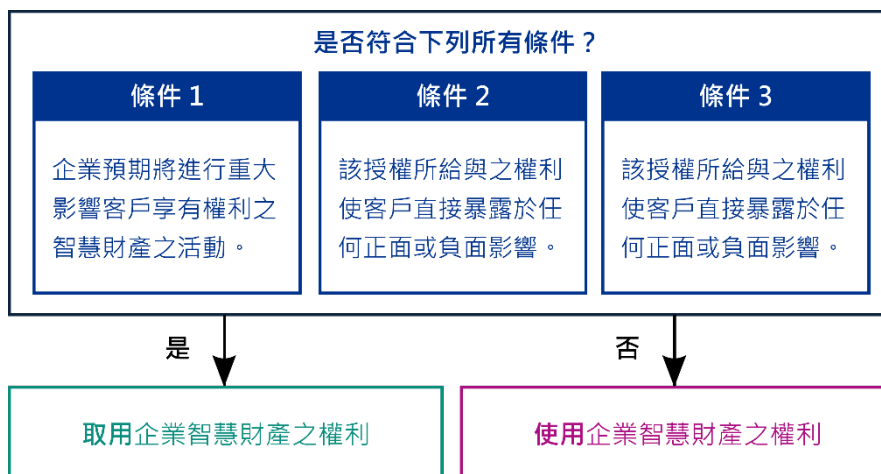 是否符合下列所有條件？
條件 1
企業預期將進行重大
影響客戶享有權利之
智慧財產之活動。
條件 2
該授權所給與之權利
使客戶直接暴露於任
何正面或負面影響。
條件 3
該授權所給與之權利
使客戶直接暴露於任
何正面或負面影響。
是
否
取用企業智慧財產之權利
使用企業智慧財產之權利